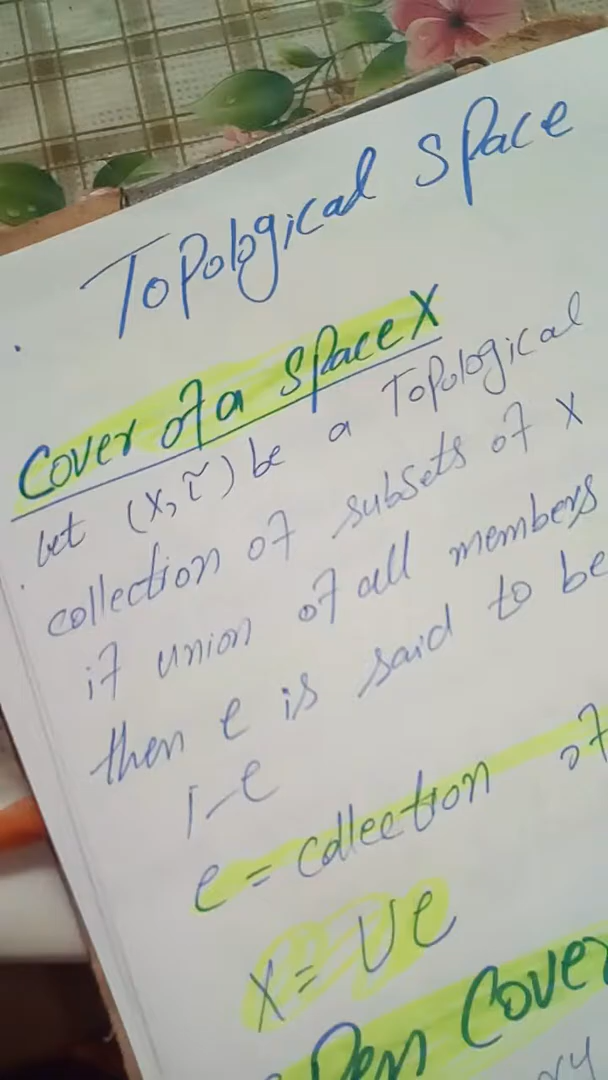 Topological Space
Cover of a Space X
Let (X, τ) be a Topological
collection of subsets of X
if union of all members
then C is said to be
i-e
C = Collection of
X = ∪C
Open Cover